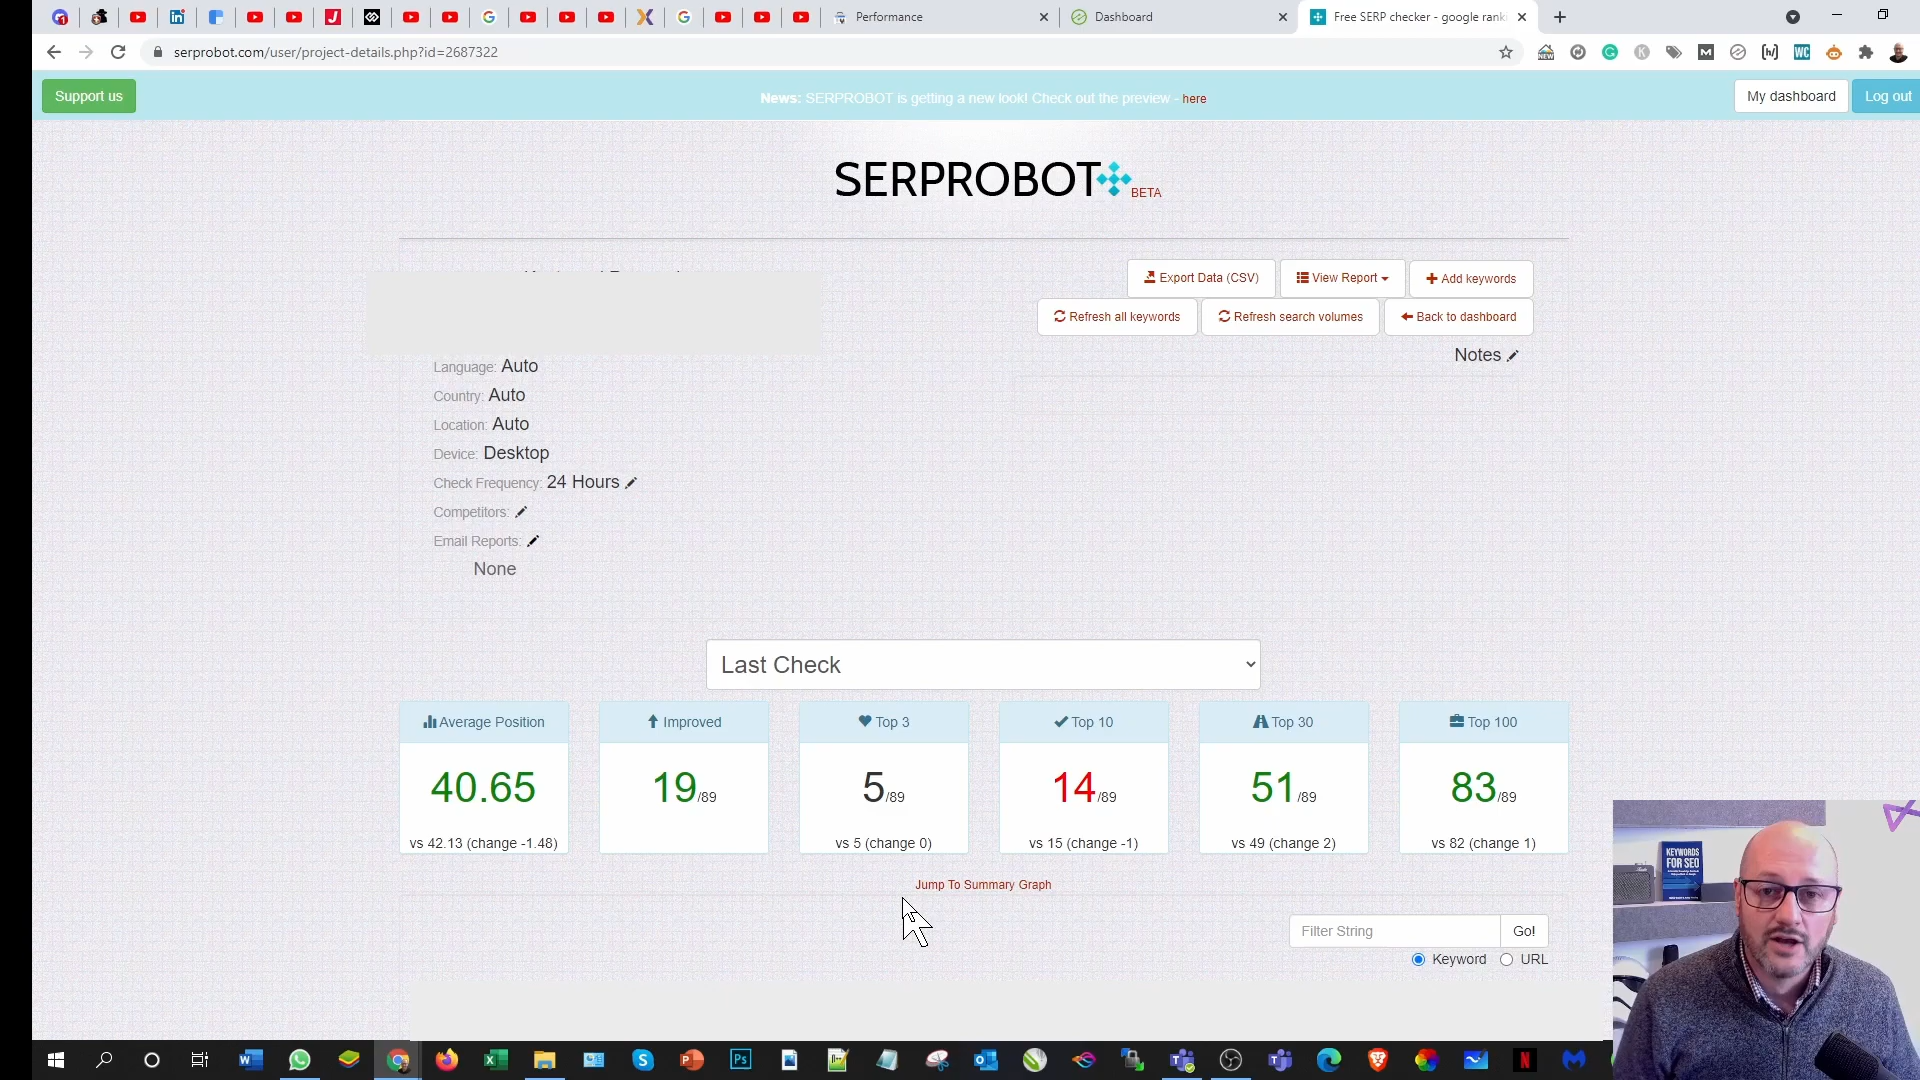 Performance
Dashboard
Free SERP checker - google ranki
serprobot.com/user/project-details.php?id=2687322
Support us
News: SERPROBOT is getting a new look! Check out the preview - here
My dashboard
Log out
SERPROBOT
BETA
Export Data (CSV)
View Report
Add keywords
Refresh all keywords
Refresh search volumes
Back to dashboard
Notes
Language: Auto
Country: Auto
Location: Auto
Device: Desktop
Check Frequency: 24 Hours
Competitors:
Email Reports:
None
Last Check
Average Position
Improved
Top 3
Top 10
Top 30
Top 100
40.65
19/89
5/89
14/89
51/89
83/89
vs 42.13 (change -1.48)
vs 5 (change 0)
vs 15 (change -1)
vs 49 (change 2)
vs 82 (change 1)
Jump To Summary Graph
Filter String
Go!
Keyword
URL
KEYWORDS
FOR SEO